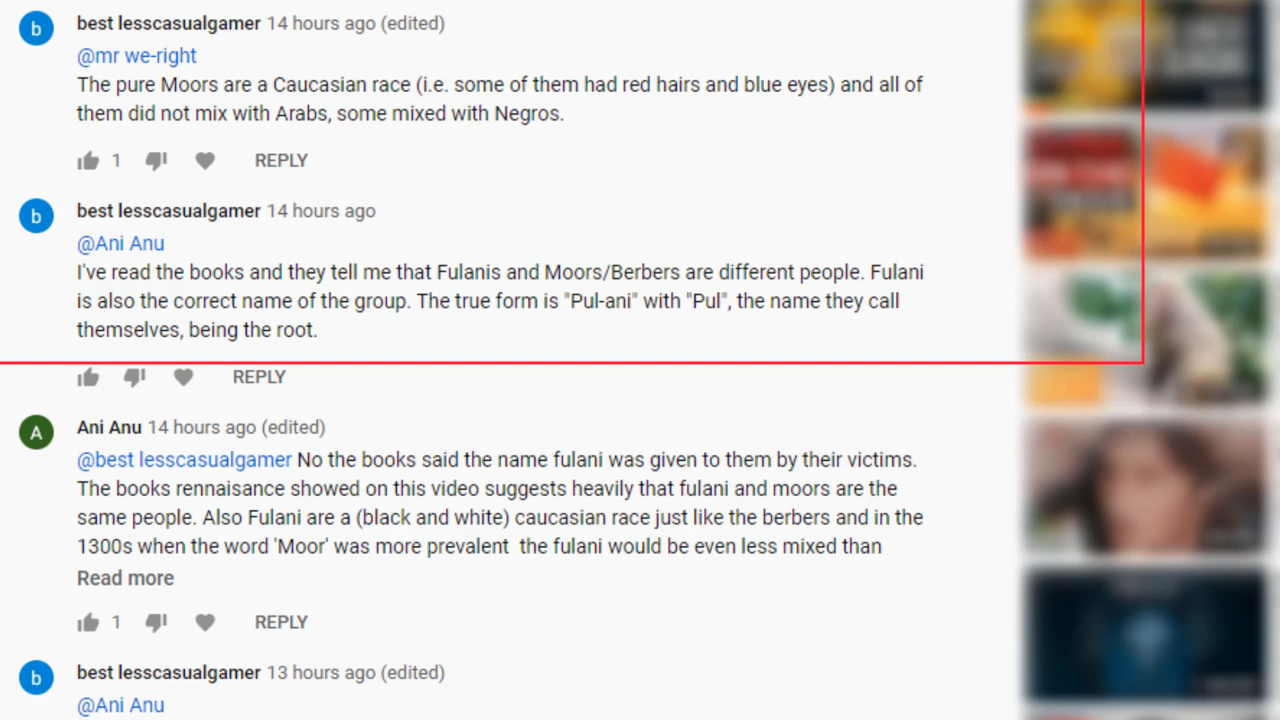 b
best lesscasualgamer 14 hours ago (edited)
@mr we-right
The pure Moors are a Caucasian race (i.e. some of them had red hairs and blue eyes) and all of
them did not mix with Arabs, some mixed with Negros.
1 REPLY
b
best lesscasualgamer 14 hours ago
@Ani Anu
I've read the books and they tell me that Fulanis and Moors/Berbers are different people. Fulani
is also the correct name of the group. The true form is "Pul-ani" with "Pul", the name they call
themselves, being the root.
REPLY
A
Ani Anu 14 hours ago (edited)
@best lesscasualgamer No the books said the name fulani was given to them by their victims.
The books rennaisance showed on this video suggests heavily that fulani and moors are the
same people. Also Fulani are a (black and white) caucasian race just like the berbers and in the
1300s when the word 'Moor' was more prevalent  the fulani would be even less mixed than
Read more
1 REPLY
b
best lesscasualgamer 13 hours ago (edited)
@Ani Anu